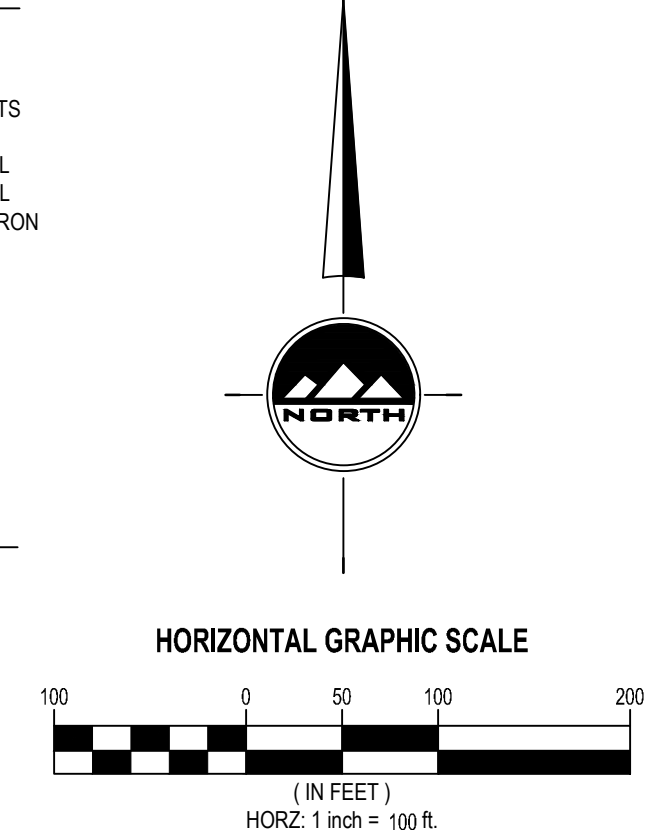 TS
L
L
RON
NORTH
HORIZONTAL GRAPHIC SCALE
100 0 50 100 200
( IN FEET )
HORZ: 1 inch = 100 ft.